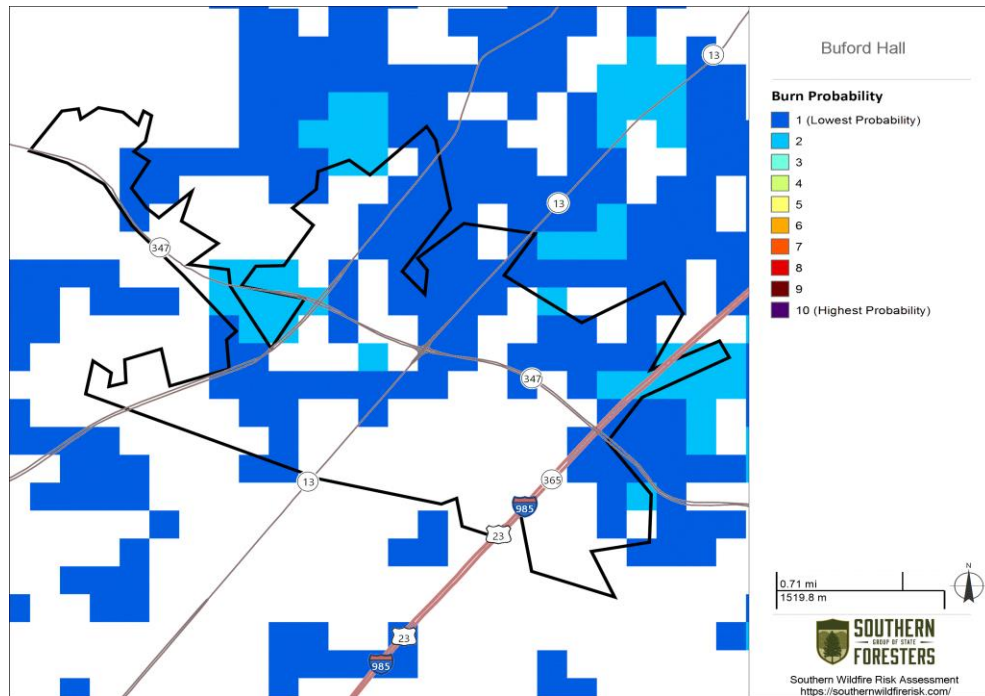 Buford Hall
Burn Probability
1 (Lowest Probability)
2
3
4
5
6
7
8
9
10 (Highest Probability)
13
13
347
347
365
13
985
23
23
985
N
0.71 mi
1519.8 m
SOUTHERN
GROUP OF STATE
FORESTERS
Southern Wildfire Risk Assessment
https://southernwildfirerisk.com/